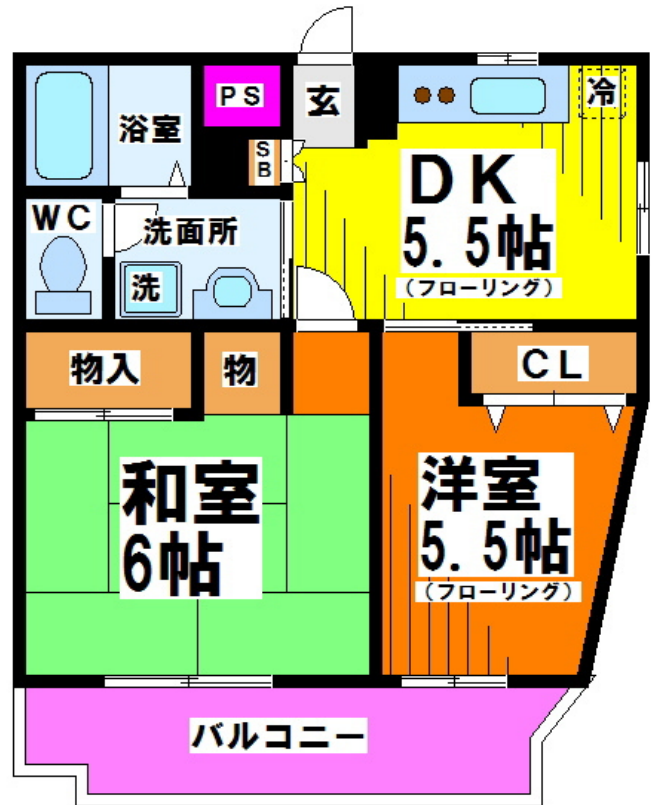 浴室
PS
玄
冷
SB
DK
5.5帖
(フローリング)
WC
洗面所
洗
物入
物
CL
和室
6帖
洋室
5.5帖
(フローリング)
バルコニー